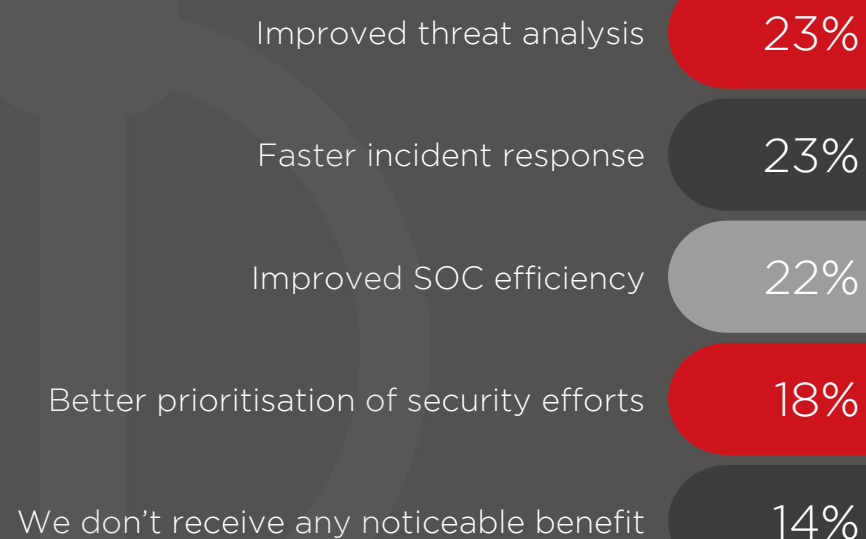 Improved threat analysis 23%
Faster incident response 23%
Improved SOC efficiency 22%
Better prioritisation of security efforts 18%
We don’t receive any noticeable benefit 14%